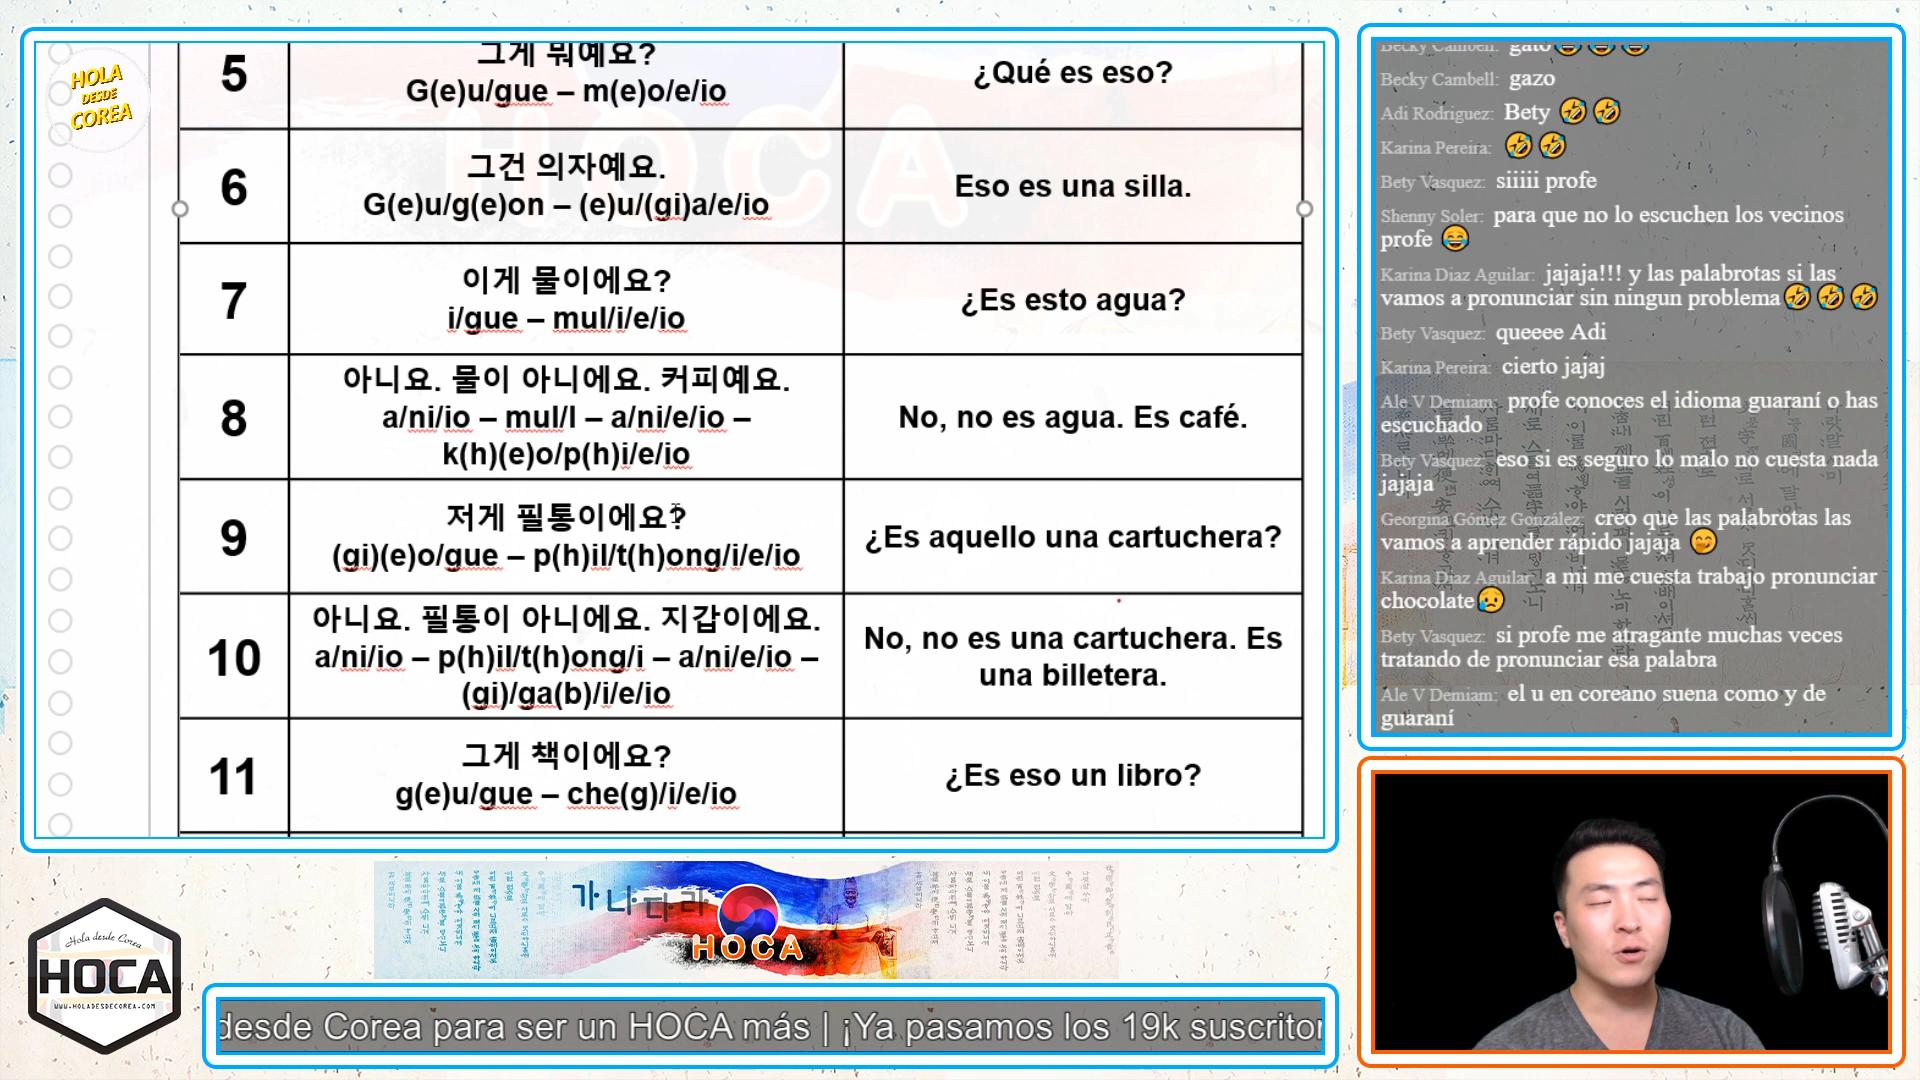 HOLA
DESDE
COREA
5
그게 뭐예요?
G(e)u/gue – m(e)o/e/io
¿Qué es eso?
6
그건 의자예요.
G(e)u/g(e)on – (e)u/(gi)a/e/io
Eso es una silla.
7
이게 물이에요?
i/gue – mul/i/e/io
¿Es esto agua?
8
아니요. 물이 아니에요. 커피예요.
a/ni/io – mul/I – a/ni/e/io –
k(h)(e)o/p(h)i/e/io
No, no es agua. Es café.
9
저게 필통이에요?
(gi)(e)o/gue – p(h)il/t(h)ong/i/e/io
¿Es aquello una cartuchera?
10
아니요. 필통이 아니에요. 지갑이에요.
a/ni/io – p(h)il/t(h)ong/i – a/ni/e/io –
(gi)/ga(b)/i/e/io
No, no es una cartuchera. Es
una billetera.
11
그게 책이에요?
g(e)u/gue – che(g)/i/e/io
¿Es eso un libro?
HOCA
Becky Cambell: gato😂😂😂
Becky Cambell: gazo
Adi Rodriguez: Bety 🤣🤣
Karina Pereira: 🤣🤣
Bety Vasquez: siiiii profe
Shenny Soler: para que no lo escuchen los vecinos
profe 😂
Karina Diaz Aguilar: jajaja!!! y las palabrotas si las
vamos a pronunciar sin ningun problema🤣🤣🤣
Bety Vasquez: queeee Adi
Karina Pereira: cierto jajaj
Ale V Demiam: profe conoces el idioma guaraní o has
escuchado
Bety Vasquez: eso si es seguro lo malo no cuesta nada
jajaja
Georgina Gómez González: creo que las palabrotas las
vamos a aprender rápido jajaja 🤭
Karina Diaz Aguilar: a mi me cuesta trabajo pronunciar
chocolate😥
Bety Vasquez: si profe me atragante muchas veces
tratando de pronunciar esa palabra
Ale V Demiam: el u en coreano suena como y de
guaraní
가나다라
HOCA
Hola desde Corea
HOCA
WWW.HOLADESDECOREA.COM
desde Corea para ser un HOCA más | ¡Ya pasamos los 19k suscritor